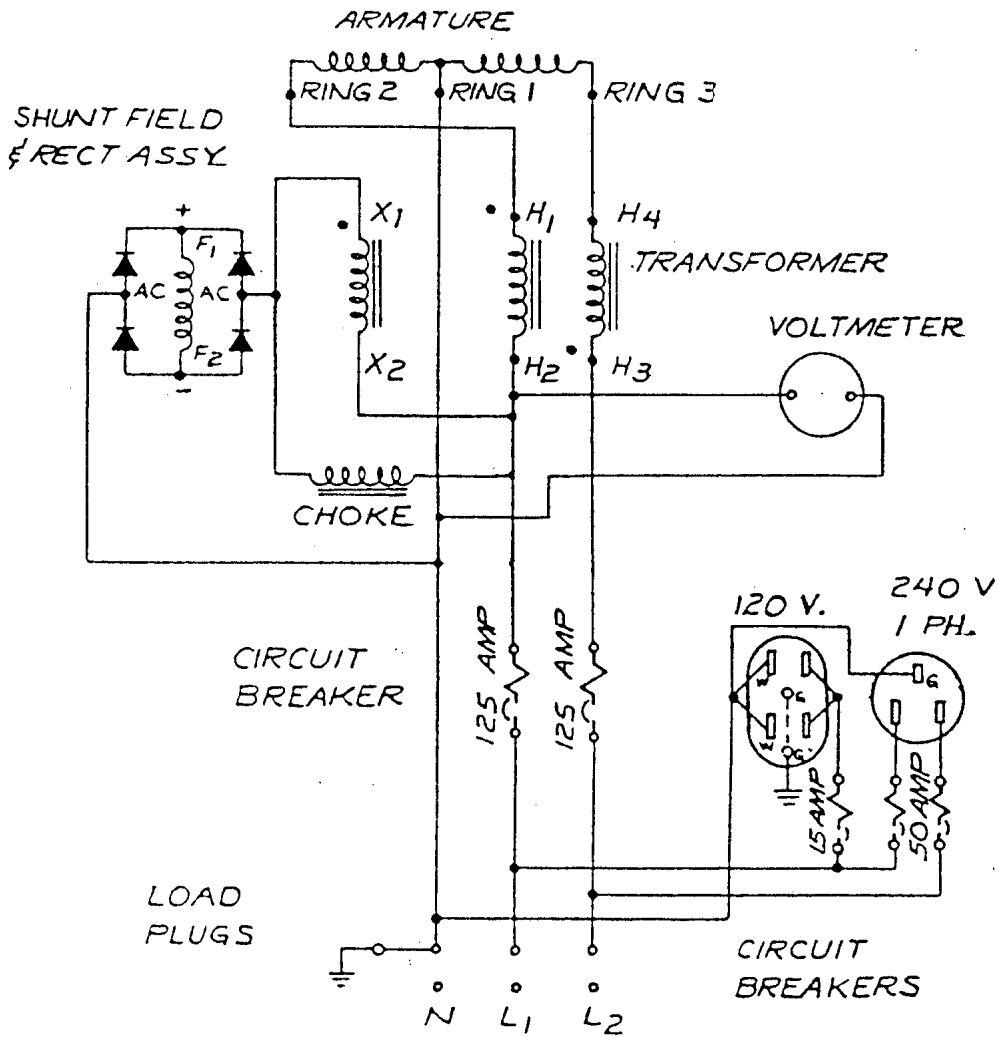 ARMATURE
RING 2
RING 1
RING 3
SHUNT FIELD
& RECT ASSY.
+
F1
AC
AC
F2
-
X1
X2
H1
H4
TRANSFORMER
H2
H3
VOLTMETER
CHOKE
CIRCUIT
BREAKER
125 AMP
125 AMP
120 V.
240 V
1 PH.
W
G
W
G
G
15 AMP
50 AMP
LOAD
PLUGS
CIRCUIT
BREAKERS
N
L1
L2